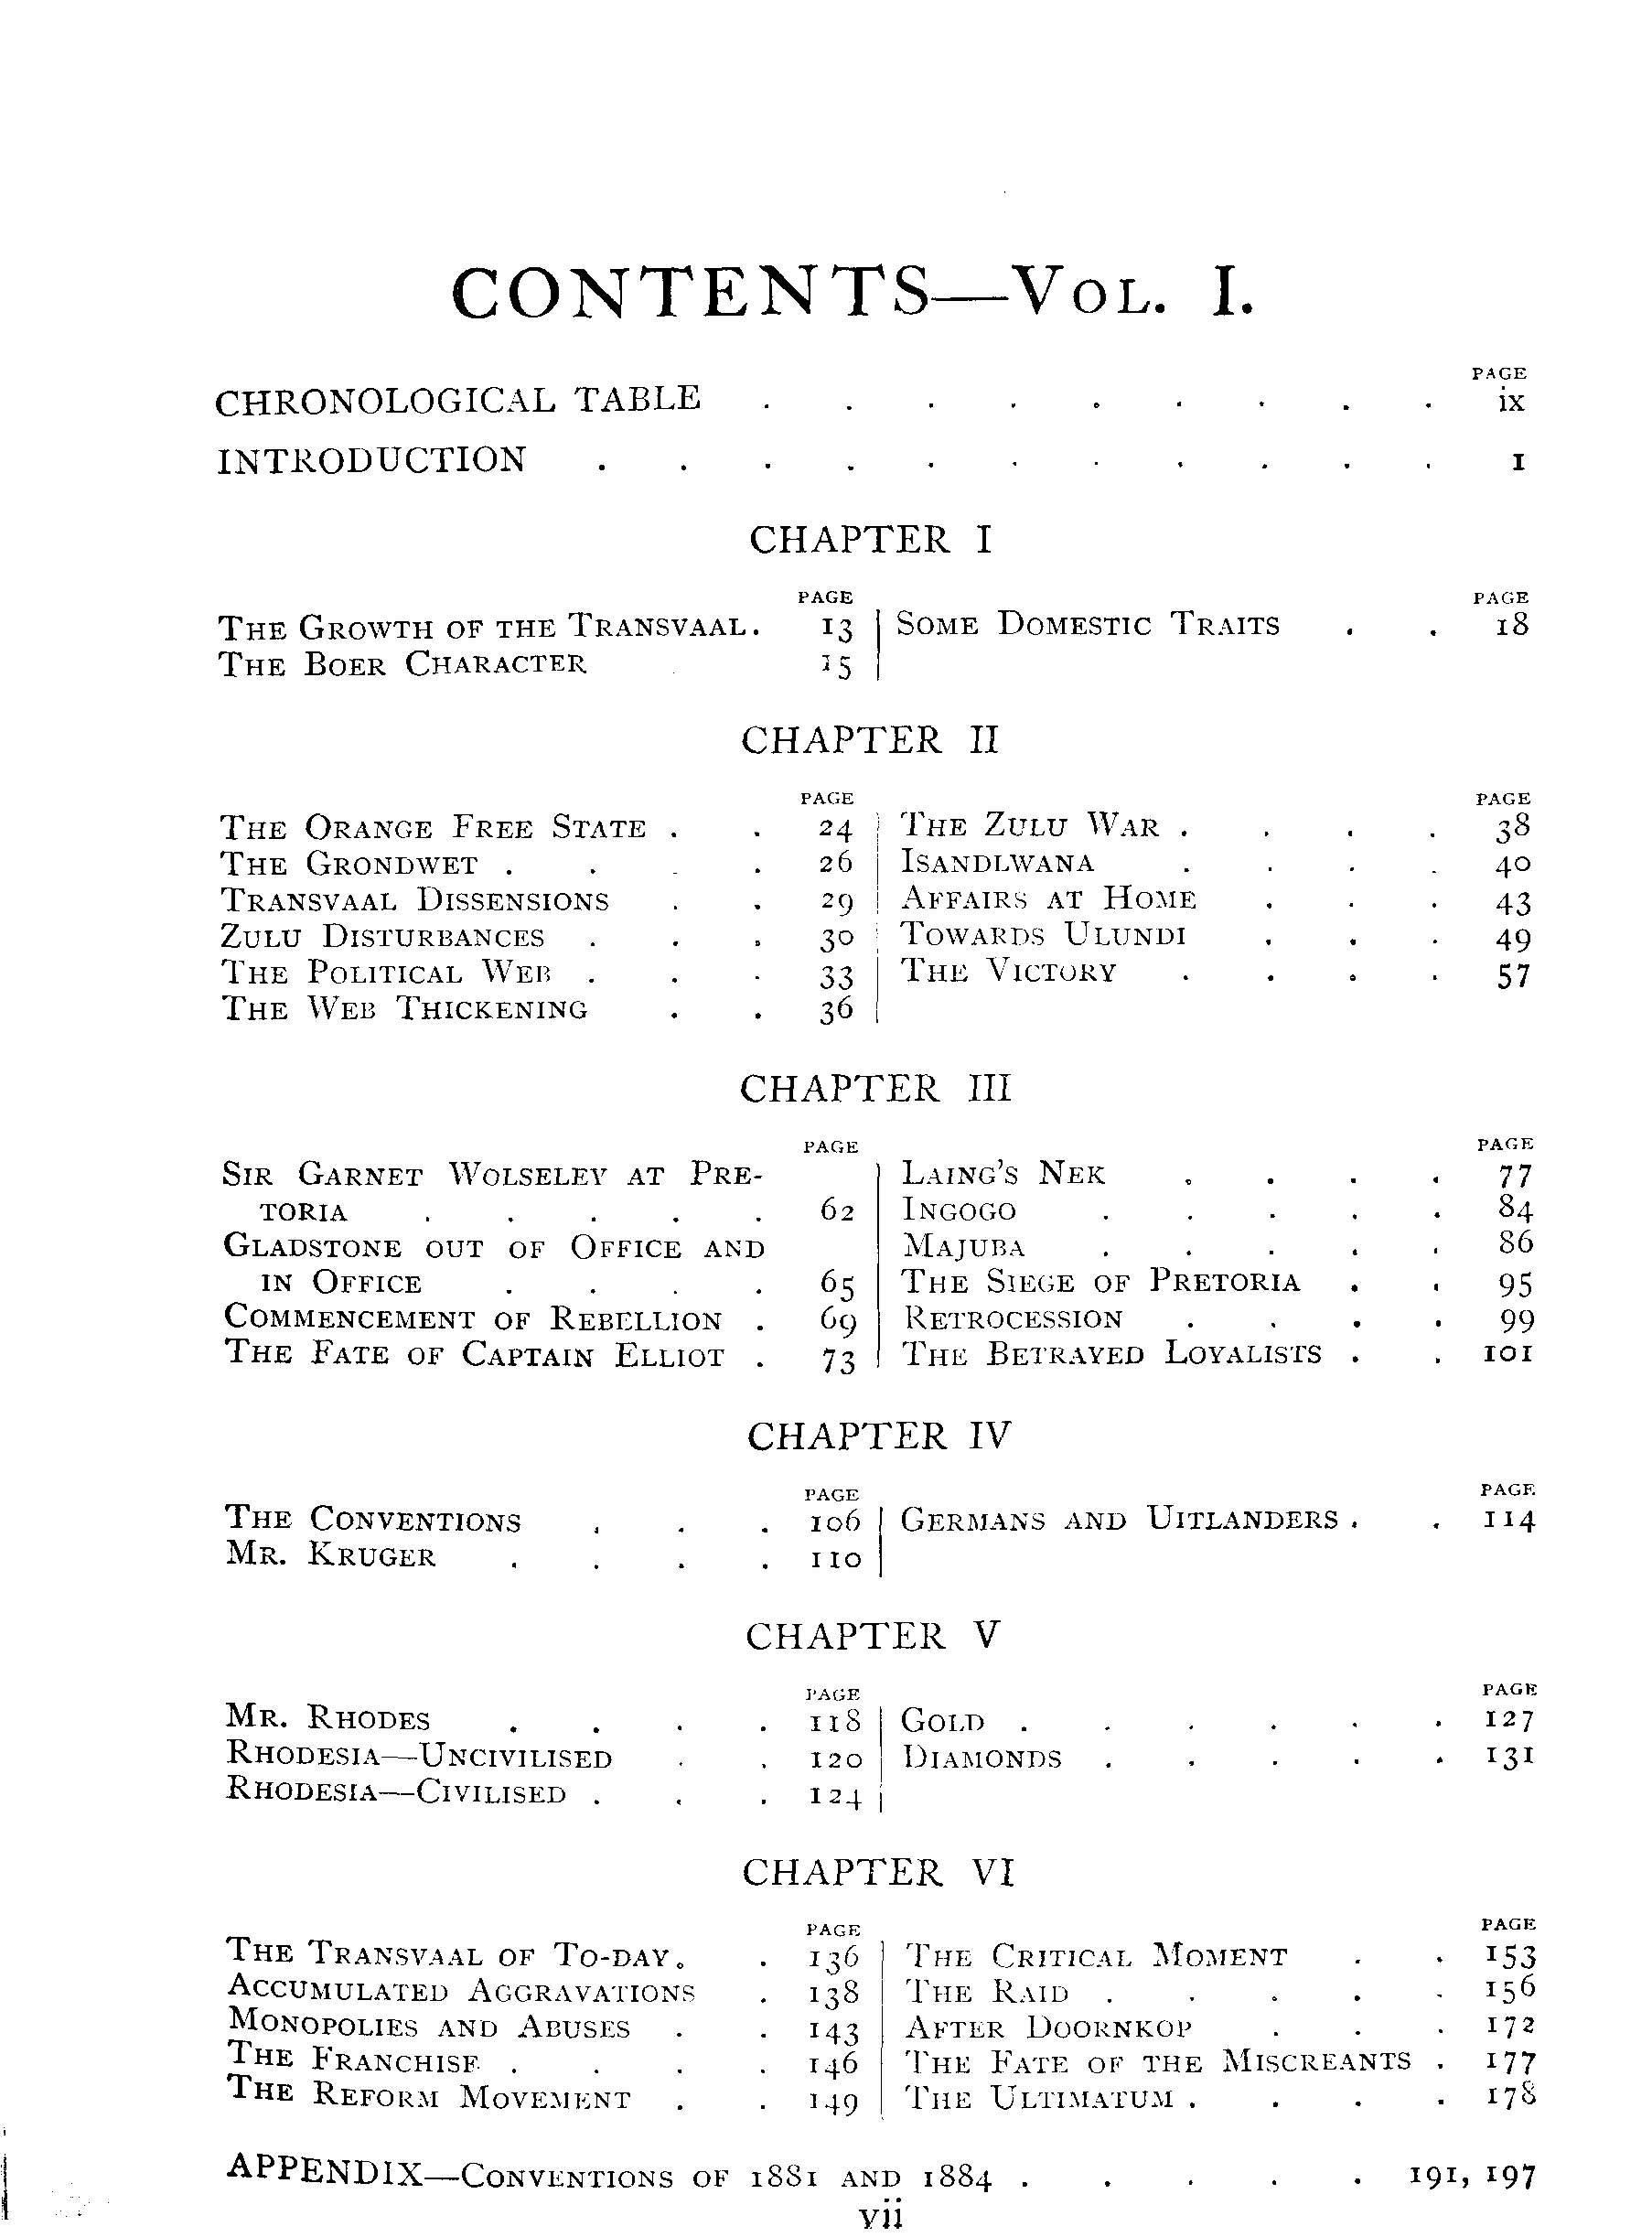 CONTENTS—VOL. I.
PAGE
CHRONOLOGICAL TABLE . . . . . . . . . ix
INTRODUCTION . . . . . . . . . . . 1
CHAPTER I
PAGE
THE GROWTH OF THE TRANSVAAL. 13
THE BOER CHARACTER 15
PAGE
SOME DOMESTIC TRAITS . . 18
CHAPTER II
PAGE
THE ORANGE FREE STATE . . 24
THE GRONDWET . . . . 26
TRANSVAAL DISSENSIONS . . 29
ZULU DISTURBANCES . . . 30
THE POLITICAL WEB . . . 33
THE WEB THICKENING . . 36
PAGE
THE ZULU WAR . . . . 38
ISANDLWANA . . . . 40
AFFAIRS AT HOME . . . 43
TOWARDS ULUNDI . . . 49
THE VICTORY . . . . 57
CHAPTER III
PAGE
SIR GARNET WOLSELEY AT PRE-
TORIA . . . . . 62
GLADSTONE OUT OF OFFICE AND
IN OFFICE . . . . 65
COMMENCEMENT OF REBELLION . 69
THE FATE OF CAPTAIN ELLIOT . 73
PAGE
LAING'S NEK . . . . 77
INGOGO . . . . . 84
MAJUBA . . . . . 86
THE SIEGE OF PRETORIA . . 95
RETROCESSION . . . . 99
THE BETRAYED LOYALISTS . . 101
CHAPTER IV
PAGE
THE CONVENTIONS . . . 106
MR. KRUGER . . . . 110
PAGE
GERMANS AND UITLANDERS . . 114
CHAPTER V
PAGE
MR. RHODES . . . . 118
RHODESIA—UNCIVILISED . . 120
RHODESIA—CIVILISED . . . 124
PAGE
GOLD . . . . . . 127
DIAMONDS . . . . . 131
CHAPTER VI
PAGE
THE TRANSVAAL OF TO-DAY. . 136
ACCUMULATED AGGRAVATIONS . 138
MONOPOLIES AND ABUSES . . 143
THE FRANCHISE . . . . 146
THE REFORM MOVEMENT . . 149
PAGE
THE CRITICAL MOMENT . . 153
THE RAID . . . . . 156
AFTER DOORNKOP . . . 172
THE FATE OF THE MISCREANTS . 177
THE ULTIMATUM . . . . 178
APPENDIX—CONVENTIONS OF 1881 AND 1884 . . . . . 191, 197
vii